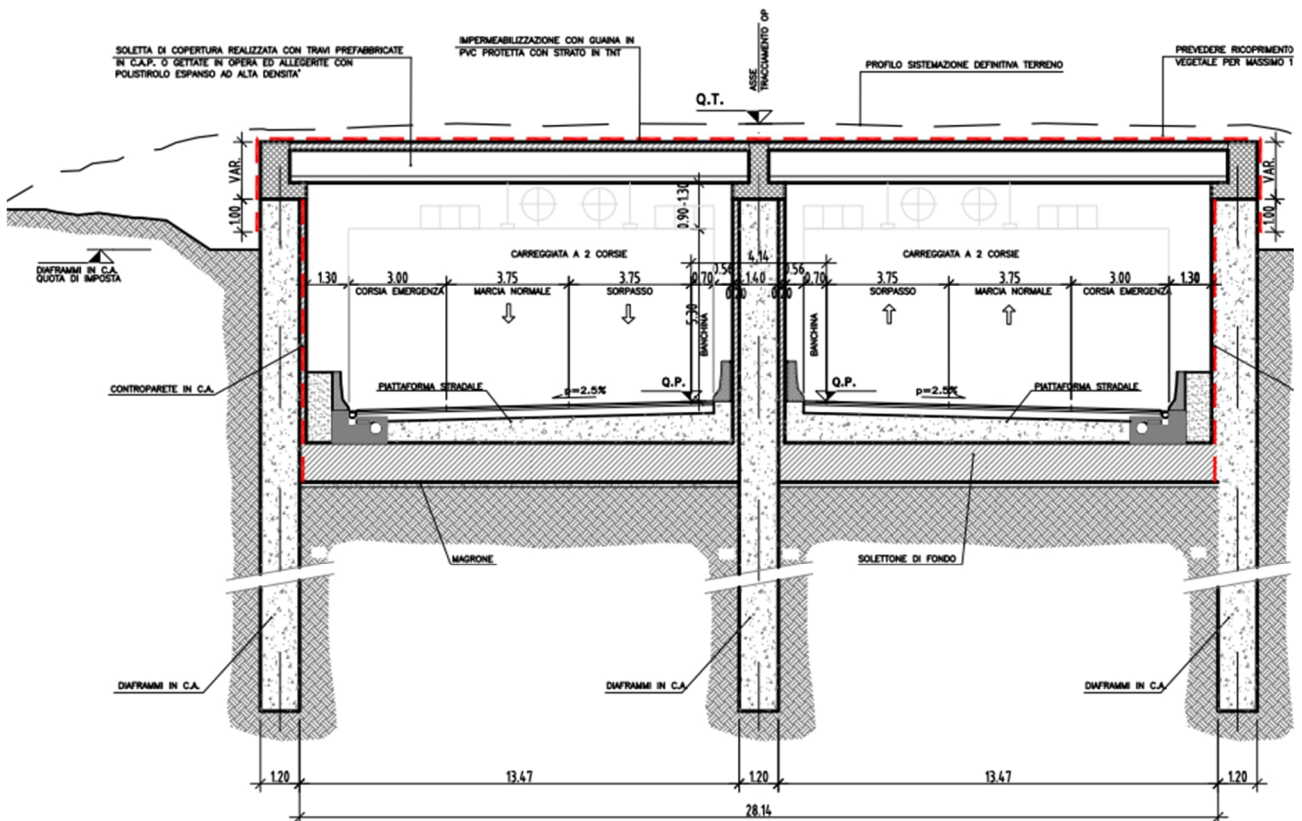 SOLETTA DI COPERTURA REALIZZATA CON TRAVI PREFABBRICATE
IN C.A.P. O GETTATE IN OPERA ED ALLEGERITE CON
POLISTIROLO ESPANSO AD ALTA DENSITA'
IMPERMEABILIZZAZIONE CON GUAINA IN
PVC PROTETTA CON STRATO IN TNT
ASSE
TRACCIAMENTO OP
PROFILO SISTEMAZIONE DEFINITIVA TERRENO
PREVEDERE RICOPRIMENTO
VEGETALE PER MASSIMO 1
Q.T.
VAR.
1.00
VAR.
1.00
0.90-1.30
DIAFRAMMI IN C.A.
QUOTA DI IMPOSTA
CARREGGIATA A 2 CORSIE
4.14
CARREGGIATA A 2 CORSIE
1.30
3.00
3.75
3.75
0.70
0.56
1.40
0.56
0.70
3.75
3.75
3.00
1.30
0.20
0.20
CORSIA EMERGENZA
MARCIA NORMALE
SORPASSO
SORPASSO
MARCIA NORMALE
CORSIA EMERGENZA
5.30
BANCHINA
BANCHINA
CONTROPARETE IN C.A.
PIATTAFORMA STRADALE
p=2.5%
Q.P.
Q.P.
p=2.5%
PIATTAFORMA STRADALE
MAGRONE
SOLETTONE DI FONDO
DIAFRAMMI IN C.A.
DIAFRAMMI IN C.A.
DIAFRAMMI IN C.A.
1.20
13.47
1.20
13.47
1.20
28.14